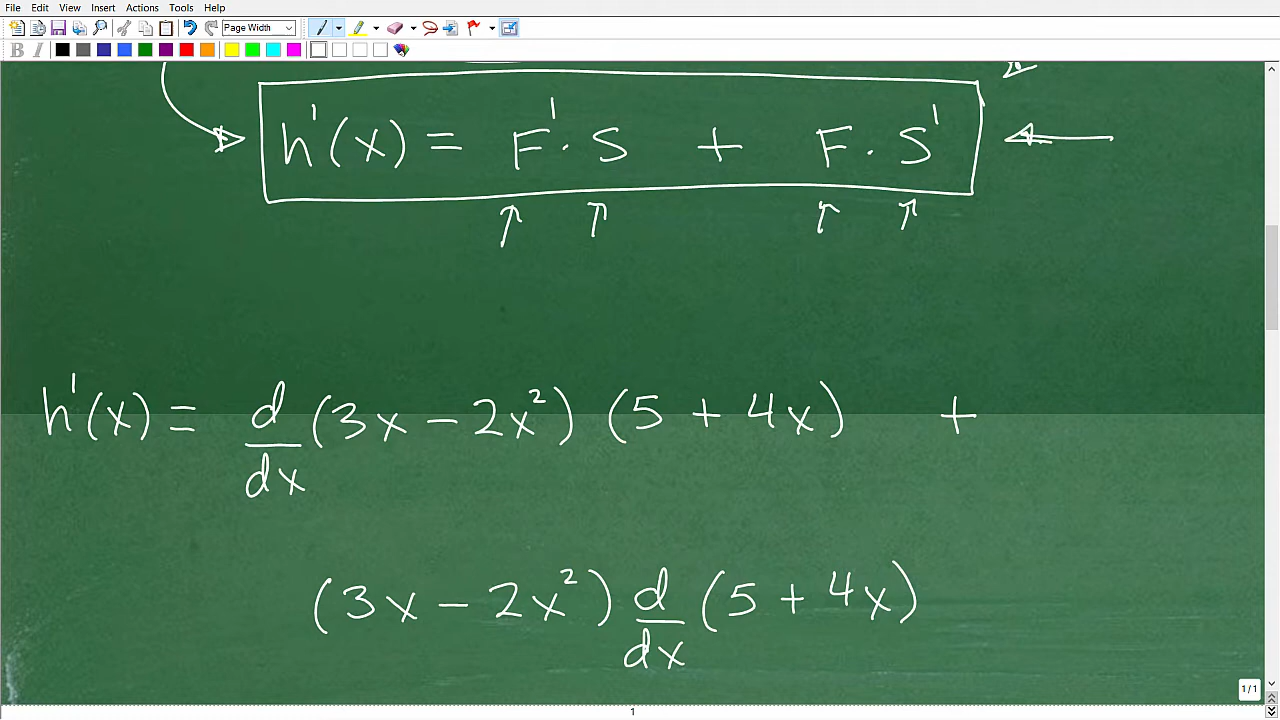 File Edit View Insert Actions Tools Help
Page Width
B I
h'(x) = F' · S + F · S'
h'(x) = d/dx (3x − 2x²) (5 + 4x) +
(3x − 2x²) d/dx (5 + 4x)
1/1
1